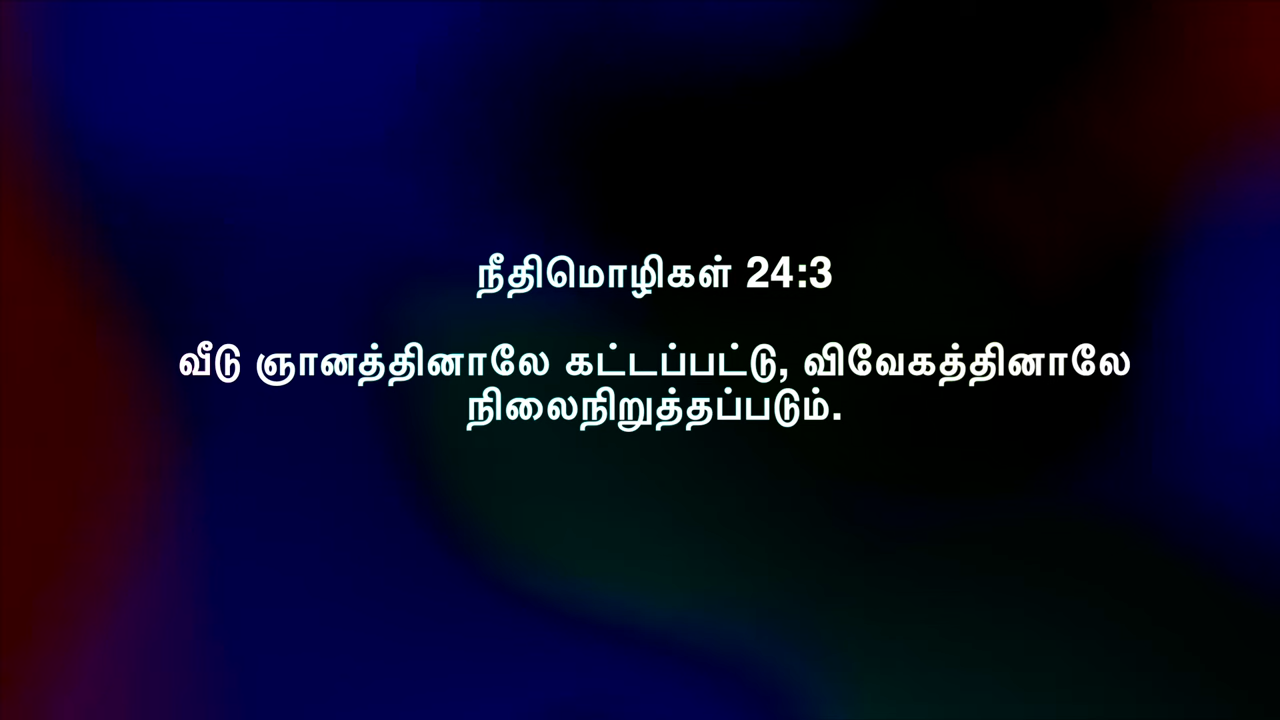 நீதிமொழிகள் 24:3
வீடு ஞானத்தினாலே கட்டப்பட்டு, விவேகத்தினாலே
நிலைநிறுத்தப்படும்.